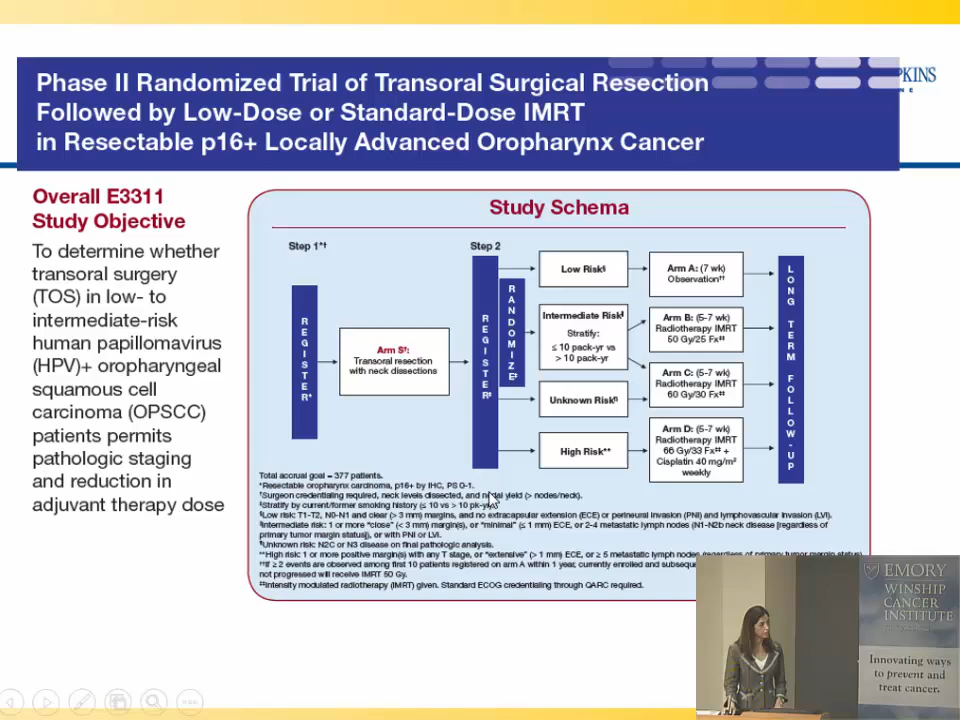 Phase II Randomized Trial of Transoral Surgical Resection
Followed by Low-Dose or Standard-Dose IMRT
in Resectable p16+ Locally Advanced Oropharynx Cancer
PKINS
N E
Overall E3311
Study Objective
To determine whether
transoral surgery
(TOS) in low- to
intermediate-risk
human papillomavirus
(HPV)+ oropharyngeal
squamous cell
carcinoma (OPSCC)
patients permits
pathologic staging
and reduction in
adjuvant therapy dose
Study Schema
Step 1*†
REGISTER*
Arm S†:
Transoral resection
with neck dissections
Step 2
REGISTER‡
RANDOMIZE‡
Low Risk§
Intermediate Risk‖
Stratify:
≤ 10 pack-yr vs
> 10 pack-yr
Unknown Risk¶
High Risk**
Arm A: (7 wk)
Observation††
Arm B: (5-7 wk)
Radiotherapy IMRT
50 Gy/25 Fx‡‡
Arm C: (5-7 wk)
Radiotherapy IMRT
60 Gy/30 Fx‡‡
Arm D: (5-7 wk)
Radiotherapy IMRT
66 Gy/33 Fx‡‡ +
Cisplatin 40 mg/m²
weekly
LONG TERM FOLLOW-UP
Total accrual goal = 377 patients.
*Resectable oropharynx carcinoma, p16+ by IHC, PS 0-1.
†Surgeon credentialing required, neck levels dissected, and nodal yield (> nodes/neck).
‡Stratify by current/former smoking history (≤ 10 vs > 10 pk-yr).
§Low risk: T1-T2, N0-N1 and clear (> 3 mm) margins, and no extracapsular extension (ECE) or perineural invasion (PNI) and lymphovascular invasion (LVI).
‖Intermediate risk: 1 or more "close" (< 3 mm) margin(s), or "minimal" (≤ 1 mm) ECE, or 2-4 metastatic lymph nodes (N1-N2b neck disease [regardless of
primary tumor margin status]), or with PNI or LVI.
¶Unknown risk: N2C or N3 disease on final pathologic analysis.
**High risk: 1 or more positive margin(s) with any T stage, or "extensive" (> 1 mm) ECE, or ≥ 5 metastatic lymph nodes regardless of primary tumor margin status
††If ≥ 2 events are observed among first 10 patients registered on arm A within 1 year, currently enrolled and
not progressed will receive IMRT 50 Gy.
‡‡Intensity modulated radiotherapy (IMRT) given. Standard ECOG credentialing through QARC required.
EMORY
WINSHIP
CANCER
INSTITUTE
Innovating ways
to prevent and
treat cancer.